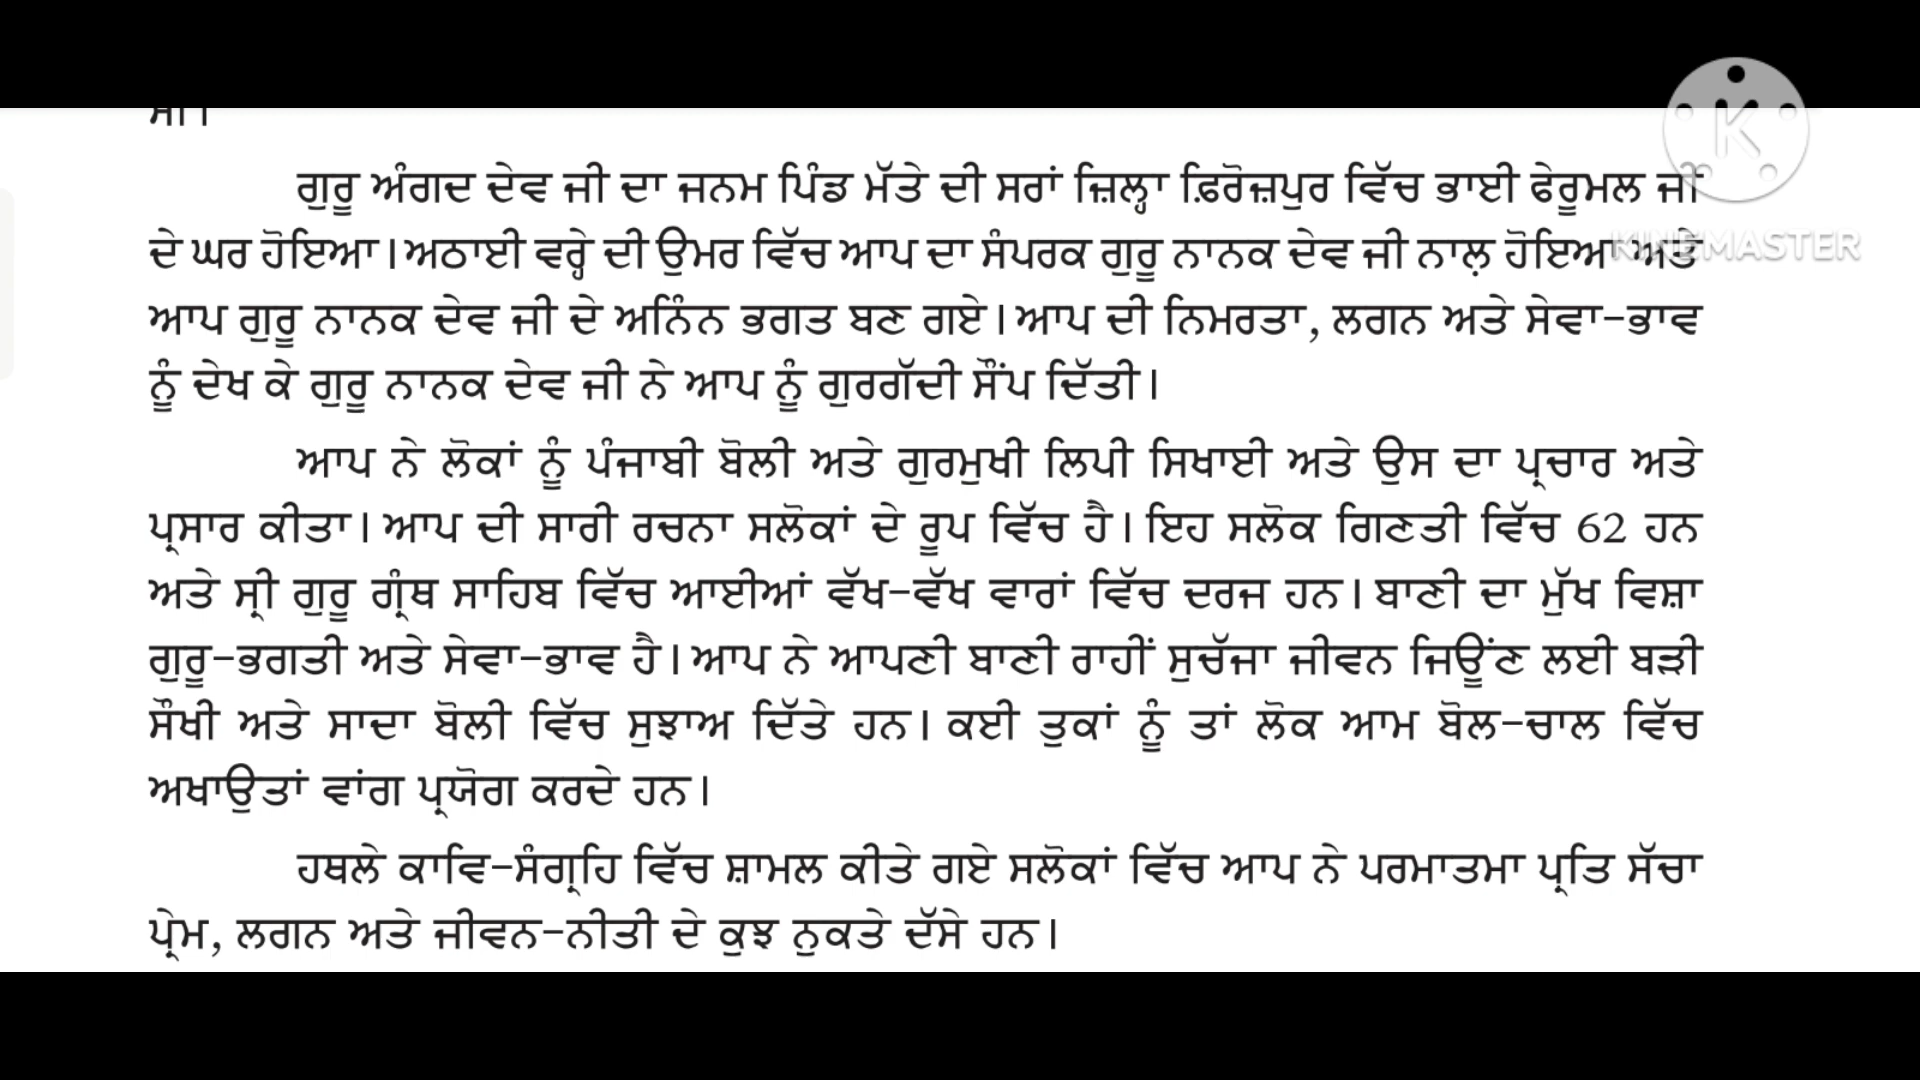 ਗੁਰੂ ਅੰਗਦ ਦੇਵ ਜੀ ਦਾ ਜਨਮ ਪਿੰਡ ਮੱਤੇ ਦੀ ਸਰਾਂ ਜ਼ਿਲ੍ਹਾ ਫ਼ਿਰੋਜ਼ਪੁਰ ਵਿੱਚ ਭਾਈ ਫੇਰੂਮਲ ਜੀ
ਦੇ ਘਰ ਹੋਇਆ। ਅਠਾਈ ਵਰ੍ਹੇ ਦੀ ਉਮਰ ਵਿੱਚ ਆਪ ਦਾ ਸੰਪਰਕ ਗੁਰੂ ਨਾਨਕ ਦੇਵ ਜੀ ਨਾਲ਼ ਹੋਇਆ ਅਤੇ
ਆਪ ਗੁਰੂ ਨਾਨਕ ਦੇਵ ਜੀ ਦੇ ਅਨਿੰਨ ਭਗਤ ਬਣ ਗਏ। ਆਪ ਦੀ ਨਿਮਰਤਾ, ਲਗਨ ਅਤੇ ਸੇਵਾ-ਭਾਵ
ਨੂੰ ਦੇਖ ਕੇ ਗੁਰੂ ਨਾਨਕ ਦੇਵ ਜੀ ਨੇ ਆਪ ਨੂੰ ਗੁਰਗੱਦੀ ਸੌਂਪ ਦਿੱਤੀ।
ਆਪ ਨੇ ਲੋਕਾਂ ਨੂੰ ਪੰਜਾਬੀ ਬੋਲੀ ਅਤੇ ਗੁਰਮੁਖੀ ਲਿਪੀ ਸਿਖਾਈ ਅਤੇ ਉਸ ਦਾ ਪ੍ਰਚਾਰ ਅਤੇ
ਪ੍ਰਸਾਰ ਕੀਤਾ। ਆਪ ਦੀ ਸਾਰੀ ਰਚਨਾ ਸਲੋਕਾਂ ਦੇ ਰੂਪ ਵਿੱਚ ਹੈ। ਇਹ ਸਲੋਕ ਗਿਣਤੀ ਵਿੱਚ 62 ਹਨ
ਅਤੇ ਸ੍ਰੀ ਗੁਰੂ ਗ੍ਰੰਥ ਸਾਹਿਬ ਵਿੱਚ ਆਈਆਂ ਵੱਖ-ਵੱਖ ਵਾਰਾਂ ਵਿੱਚ ਦਰਜ ਹਨ। ਬਾਣੀ ਦਾ ਮੁੱਖ ਵਿਸ਼ਾ
ਗੁਰੂ-ਭਗਤੀ ਅਤੇ ਸੇਵਾ-ਭਾਵ ਹੈ। ਆਪ ਨੇ ਆਪਣੀ ਬਾਣੀ ਰਾਹੀਂ ਸੁਚੱਜਾ ਜੀਵਨ ਜਿਊਂਣ ਲਈ ਬੜੀ
ਸੌਖੀ ਅਤੇ ਸਾਦਾ ਬੋਲੀ ਵਿੱਚ ਸੁਝਾਅ ਦਿੱਤੇ ਹਨ। ਕਈ ਤੁਕਾਂ ਨੂੰ ਤਾਂ ਲੋਕ ਆਮ ਬੋਲ-ਚਾਲ ਵਿੱਚ
ਅਖਾਉਤਾਂ ਵਾਂਗ ਪ੍ਰਯੋਗ ਕਰਦੇ ਹਨ।
ਹਥਲੇ ਕਾਵਿ-ਸੰਗ੍ਰਹਿ ਵਿੱਚ ਸ਼ਾਮਲ ਕੀਤੇ ਗਏ ਸਲੋਕਾਂ ਵਿੱਚ ਆਪ ਨੇ ਪਰਮਾਤਮਾ ਪ੍ਰਤਿ ਸੱਚਾ
ਪ੍ਰੇਮ, ਲਗਨ ਅਤੇ ਜੀਵਨ-ਨੀਤੀ ਦੇ ਕੁਝ ਨੁਕਤੇ ਦੱਸੇ ਹਨ।
K
KINEMASTER